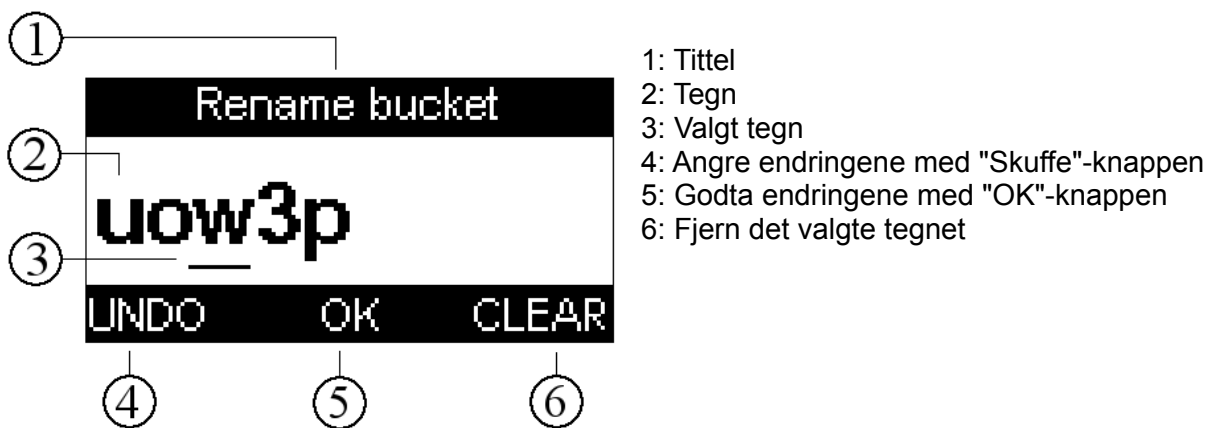 1
Rename bucket
2
uow3p
3
UNDO OK CLEAR
4 5 6
1: Tittel
2: Tegn
3: Valgt tegn
4: Angre endringene med "Skuffe"-knappen
5: Godta endringene med "OK"-knappen
6: Fjern det valgte tegnet